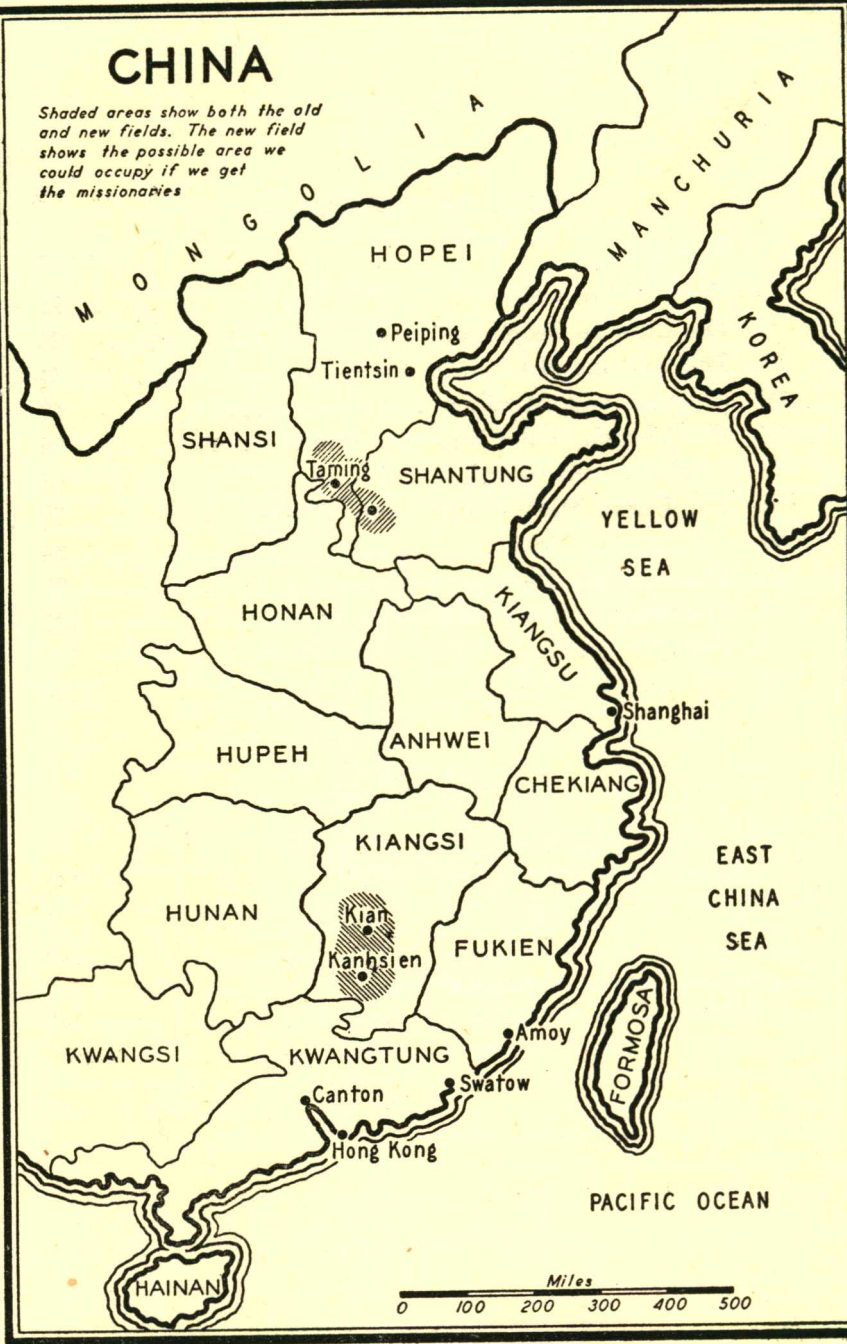 CHINA
Shaded areas show both the old
and new fields. The new field
shows the possible area we
could occupy if we get
the missionaries
MONGOLIA
MANCHURIA
HOPEI
Peiping
Tientsin
KOREA
SHANSI
Taming
SHANTUNG
YELLOW
SEA
HONAN
KIANGSU
Shanghai
HUPEH
ANHWEI
CHEKIANG
KIANGSI
EAST
CHINA
SEA
HUNAN
Kian
FUKIEN
Kanhsien
FORMOSA
Amoy
KWANGSI
KWANGTUNG
Swatow
Canton
Hong Kong
PACIFIC OCEAN
HAINAN
Miles
0 100 200 300 400 500